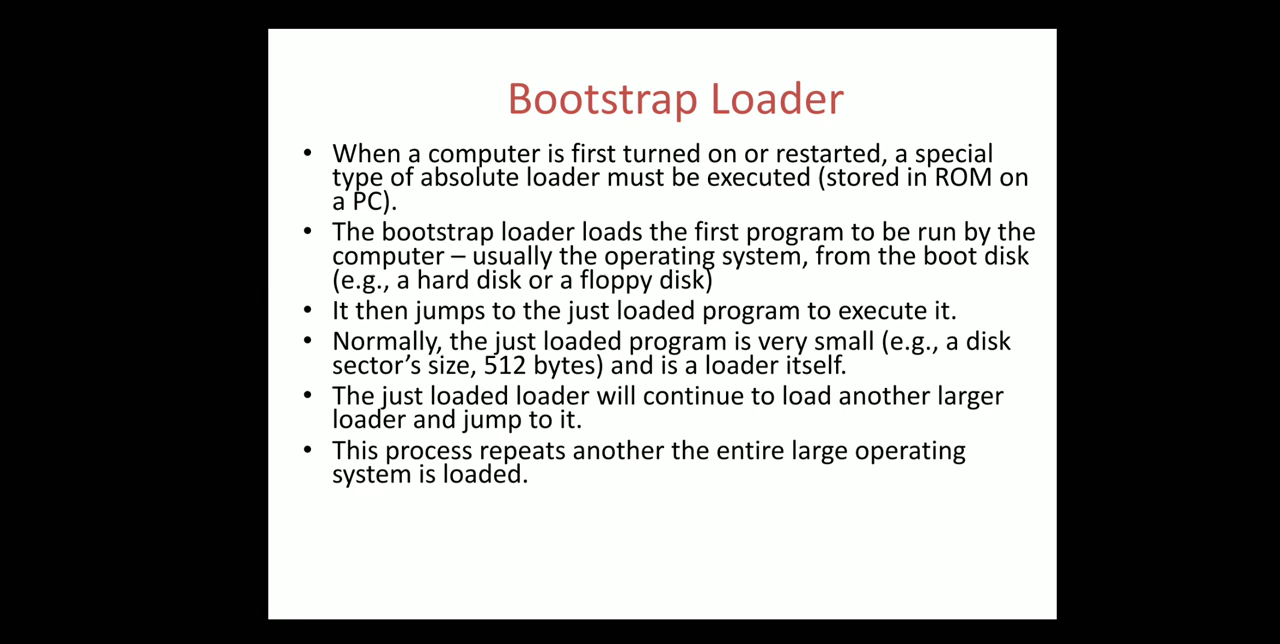 Bootstrap Loader
• When a computer is first turned on or restarted, a special
type of absolute loader must be executed (stored in ROM on
a PC).
• The bootstrap loader loads the first program to be run by the
computer – usually the operating system, from the boot disk
(e.g., a hard disk or a floppy disk)
• It then jumps to the just loaded program to execute it.
• Normally, the just loaded program is very small (e.g., a disk
sector’s size, 512 bytes) and is a loader itself.
• The just loaded loader will continue to load another larger
loader and jump to it.
• This process repeats another the entire large operating
system is loaded.